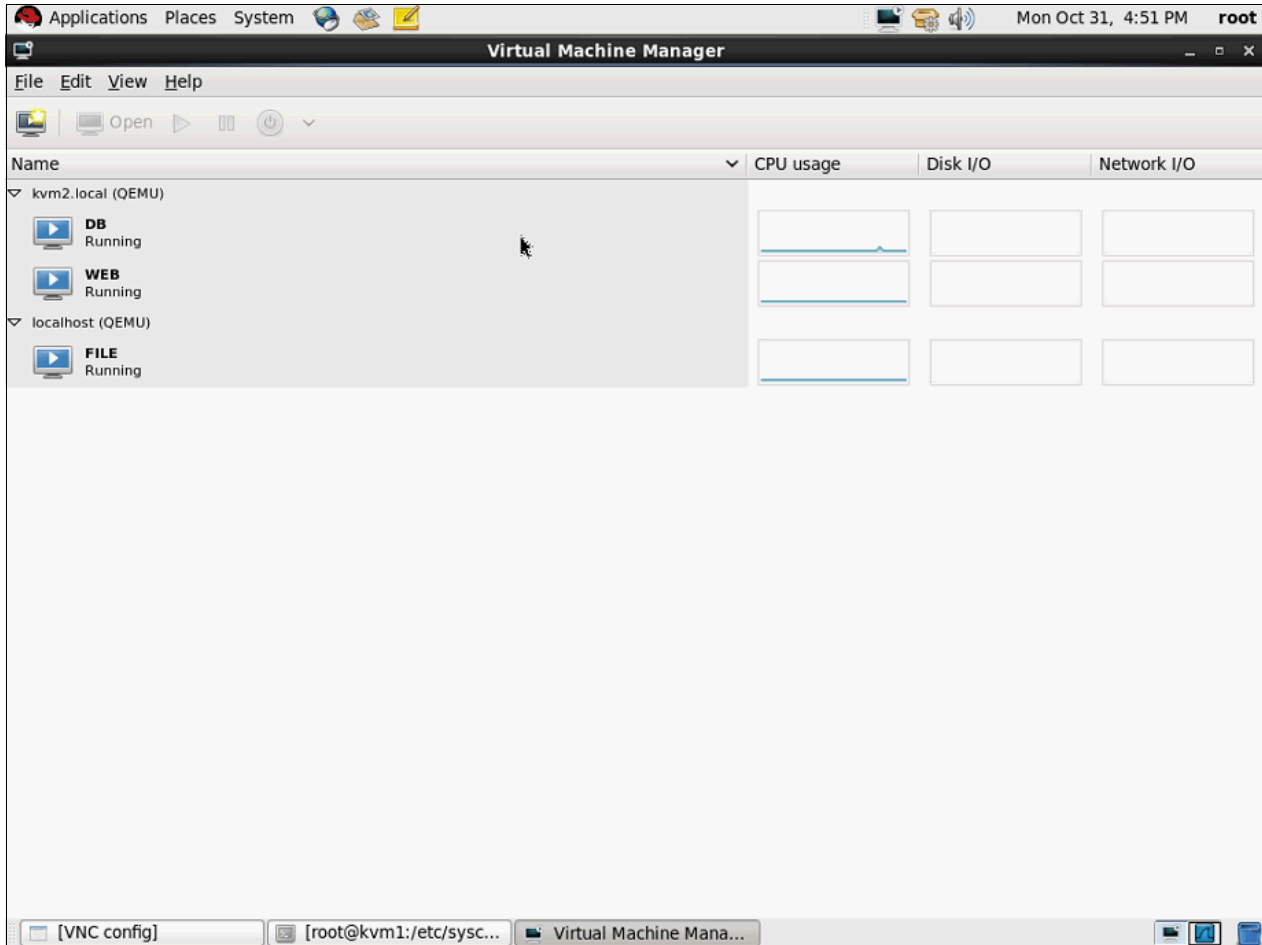 Applications Places System Mon Oct 31, 4:51 PM root
Virtual Machine Manager
File Edit View Help
Open
Name CPU usage Disk I/O Network I/O
kvm2.local (QEMU)
DB
Running
WEB
Running
localhost (QEMU)
FILE
Running
[VNC config] [root@kvm1:/etc/sysc... Virtual Machine Mana...